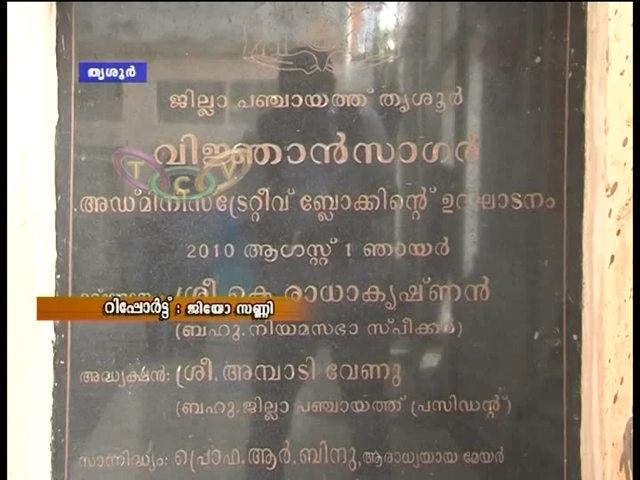 തൃശൂർ
ജില്ലാ പഞ്ചായത്ത് തൃശൂർ
വിജ്ഞാൻസാഗർ
TCV
അഡ്മിനിസ്ട്രേറ്റീവ് ബ്ലോക്കിന്റെ ഉദ്ഘാടനം
2010 ആഗസ്റ്റ് 1 ഞായർ
ശ്രീ രാധാകൃഷ്ണൻ
റിപ്പോർട്ട് : ജിയോ സണ്ണി
(ബഹു.നിയമസഭാ സ്പീക്കർ)
അദ്ധ്യക്ഷൻ: ശ്രീ. അമ്പാടി വേണു
(ബഹു.ജില്ലാ പഞ്ചായത്ത് പ്രസിഡന്റ്)
സാന്നിദ്ധ്യം: പ്രൊഫ.ആർ.ബിന്ദു, ആരാധ്യയായ മേയർ